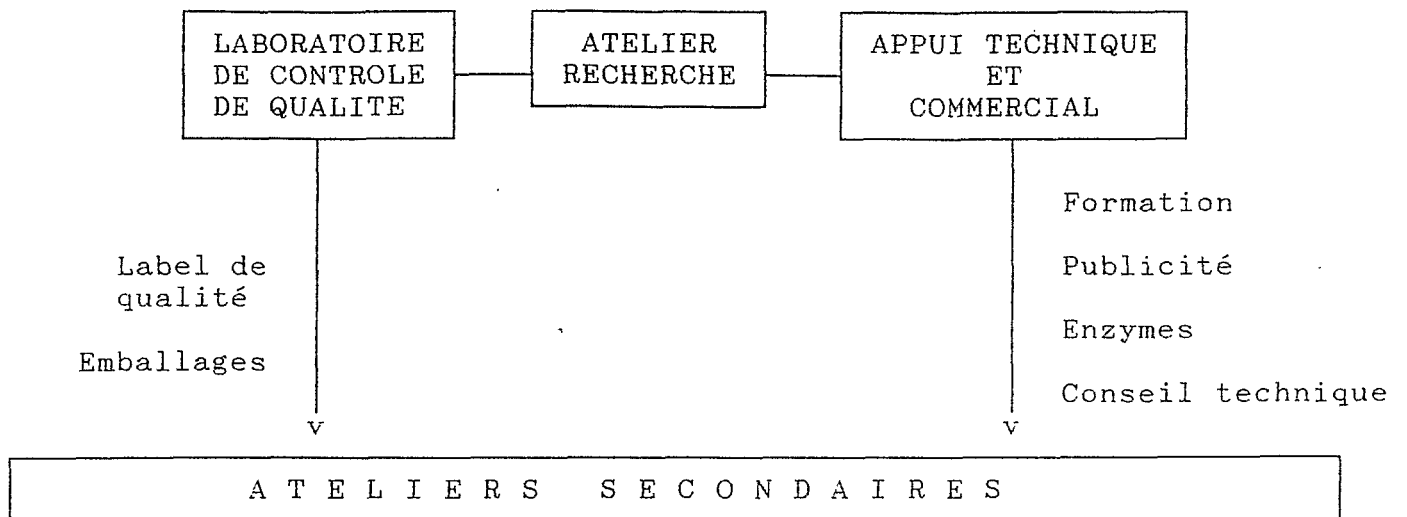 LABORATOIRE
DE CONTROLE
DE QUALITE
ATELIER
RECHERCHE
APPUI TECHNIQUE
ET
COMMERCIAL
Label de
qualité
Emballages
Formation
Publicité
Enzymes
Conseil technique
v
v
A T E L I E R S S E C O N D A I R E S